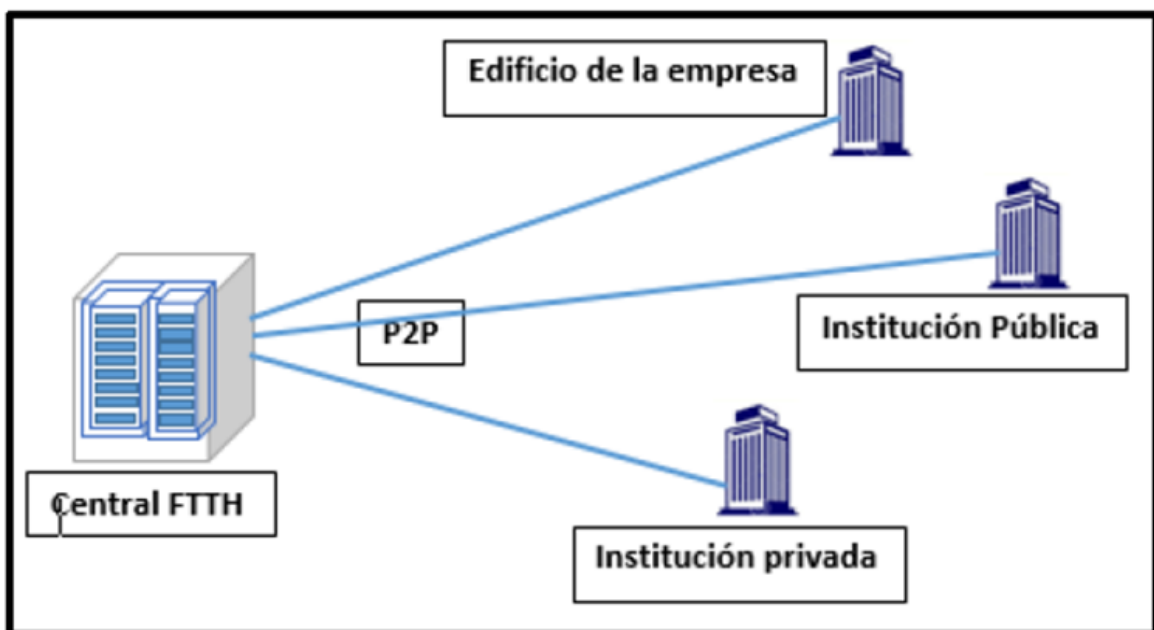 Edificio de la empresa
Institución Pública
P2P
Central FTTH
Institución privada